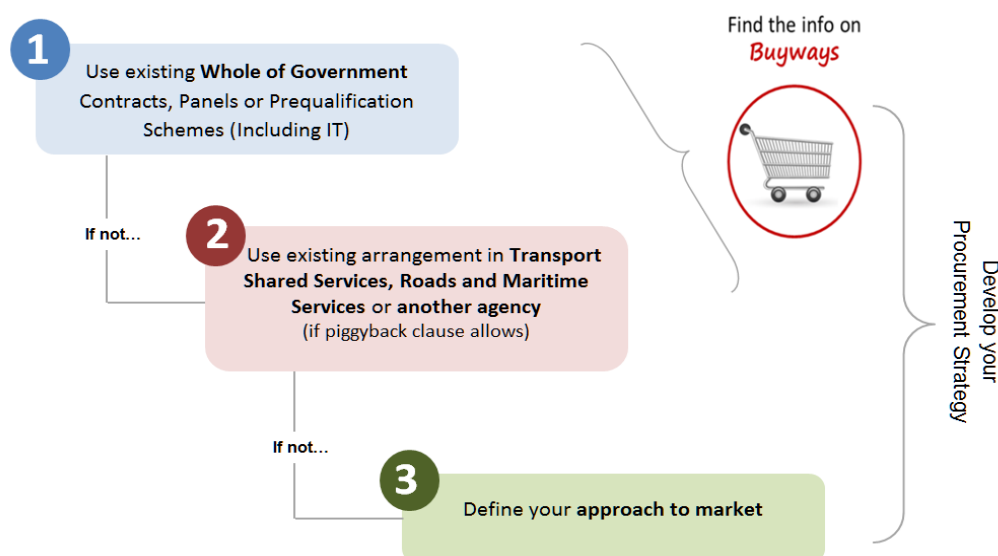 1
Use existing Whole of Government
Contracts, Panels or Prequalification
Schemes (Including IT)
Find the info on
Buyways
If not...
2
Use existing arrangement in Transport
Shared Services, Roads and Maritime
Services or another agency
(if piggyback clause allows)
If not...
3
Define your approach to market
Develop your
Procurement Strategy